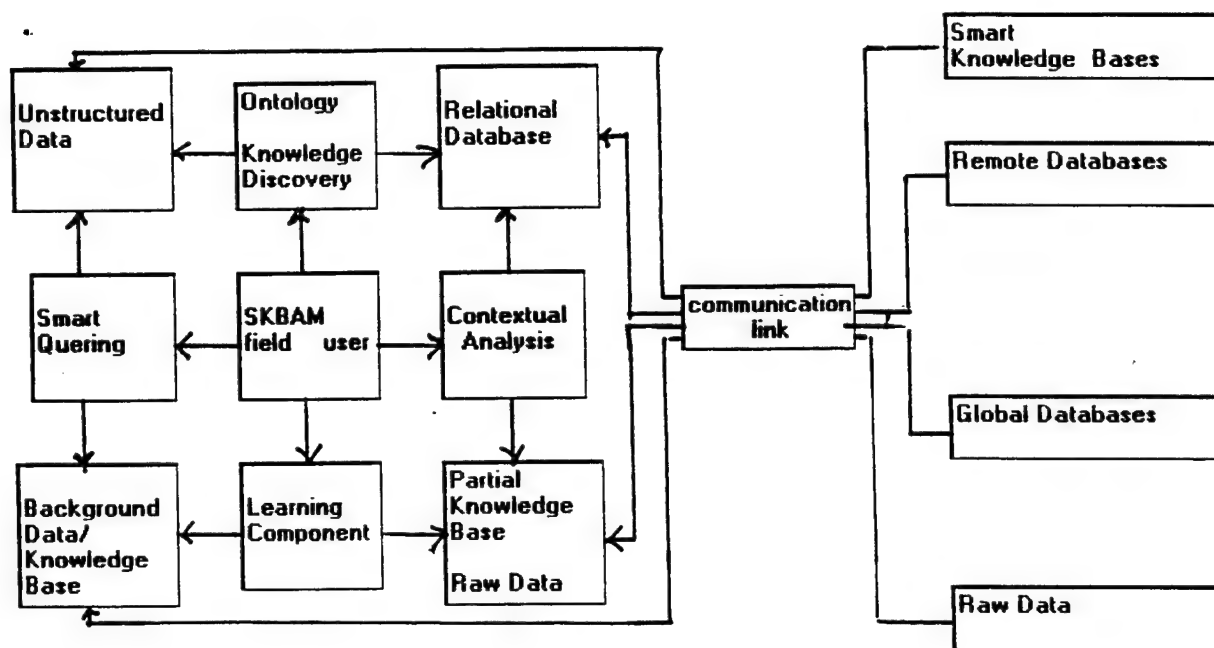 Unstructured
Data
Ontology
Knowledge
Discovery
Relational
Database
Smart
Quering
SKBAM
field user
Contextual
Analysis
Background
Data/
Knowledge
Base
Learning
Component
Partial
Knowledge
Base
Raw Data
communication
link
Smart
Knowledge Bases
Remote Databases
Global Databases
Raw Data